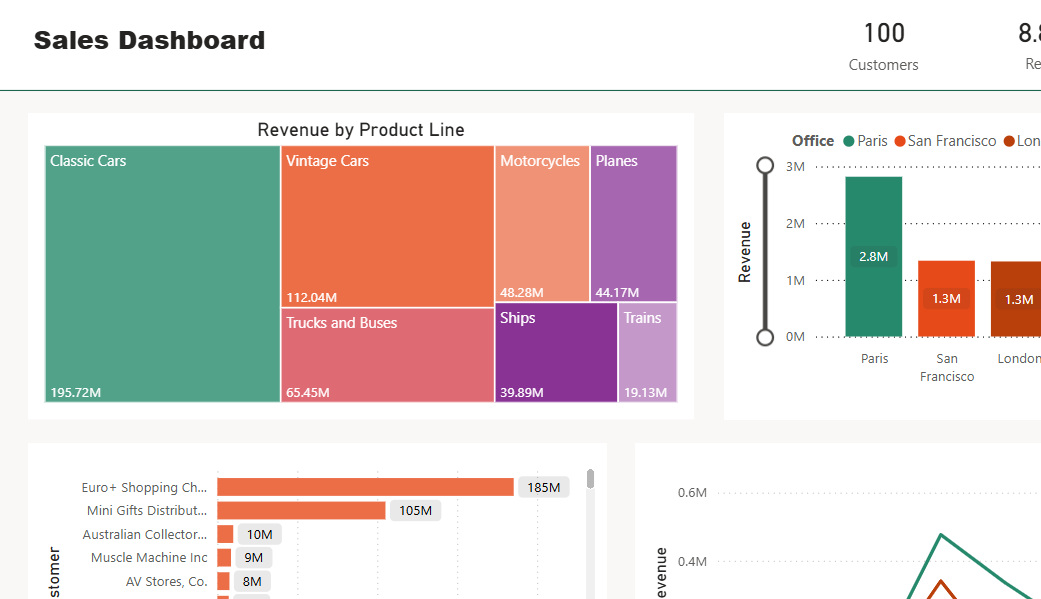 Sales Dashboard
100
Customers
Revenue by Product Line
Classic Cars
195.72M
Vintage Cars
112.04M
Trucks and Buses
65.45M
Motorcycles
48.28M
Planes
44.17M
Ships
39.89M
Trains
19.13M
Office Paris San Francisco Lon
Revenue
3M
2M
1M
0M
2.8M
1.3M
1.3M
Paris
San
Francisco
London
stomer
Euro+ Shopping Ch... 185M
Mini Gifts Distribut... 105M
Australian Collector... 10M
Muscle Machine Inc 9M
AV Stores, Co. 8M
evenue
0.6M
0.4M